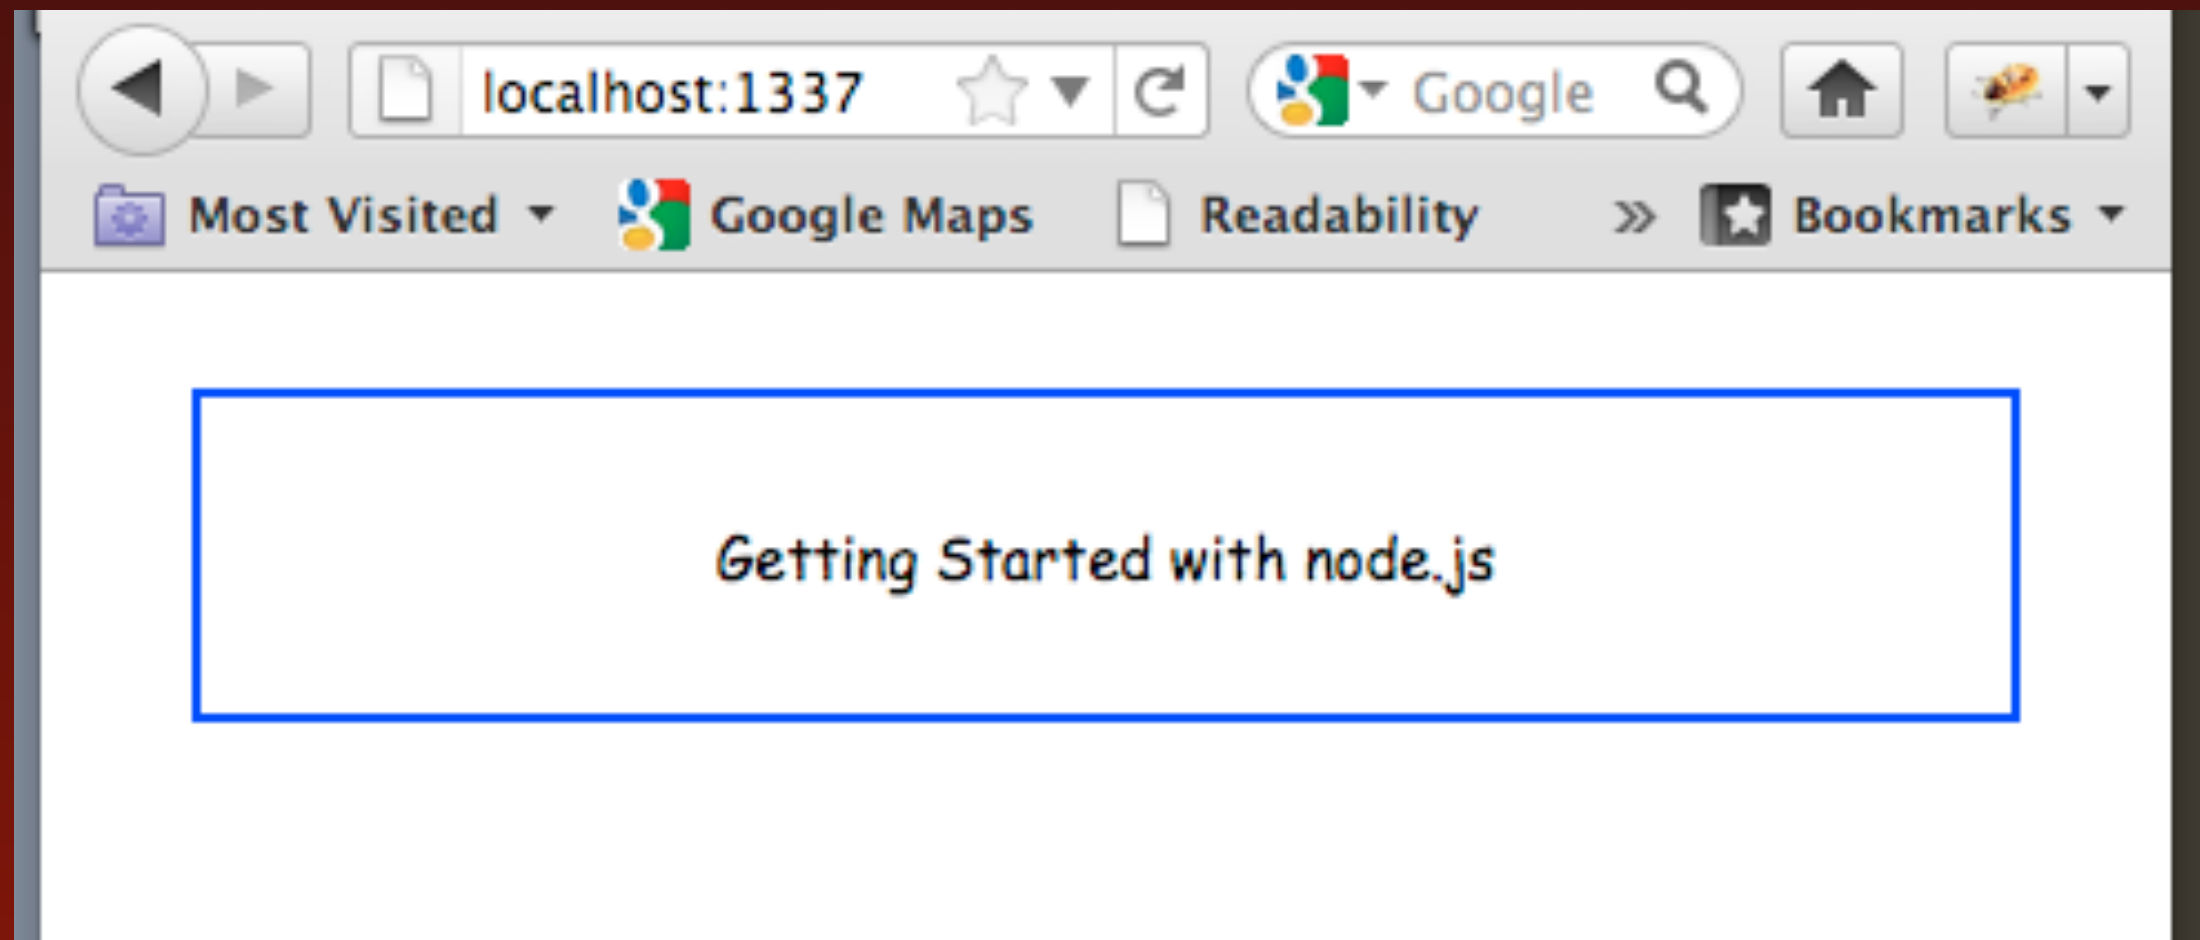 localhost:1337
Google
Most Visited
Google Maps
Readability
Bookmarks
Getting Started with node.js